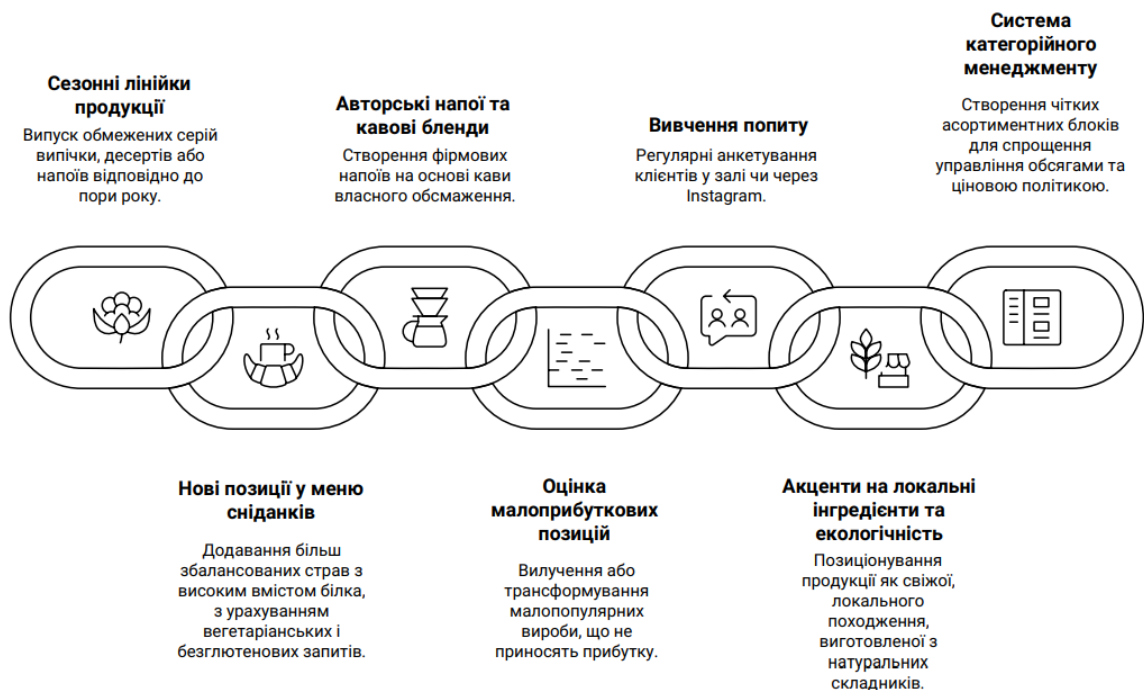 Сезонні лінійки
продукції
Випуск обмежених серій
випічки, десертів або
напоїв відповідно до
пори року.
Нові позиції у меню
сніданків
Додавання більш
збалансованих страв з
високим вмістом білка,
з урахуванням
вегетаріанських і
безглютенових запитів.
Авторські напої та
кавові бленди
Створення фірмових
напоїв на основі кави
власного обсмаження.
Оцінка
малоприбуткових
позицій
Вилучення або
трансформування
малопопулярних
вироби, що не
приносять прибутку.
Вивчення попиту
Регулярні анкетування
клієнтів у залі чи через
Instagram.
Акценти на локальні
інгредієнти та
екологічність
Позиціонування
продукції як свіжої,
локального
походження,
виготовленої з
натуральних
складників.
Система
категорійного
менеджменту
Створення чітких
асортиментних блоків
для спрощення
управління обсягами та
ціновою політикою.